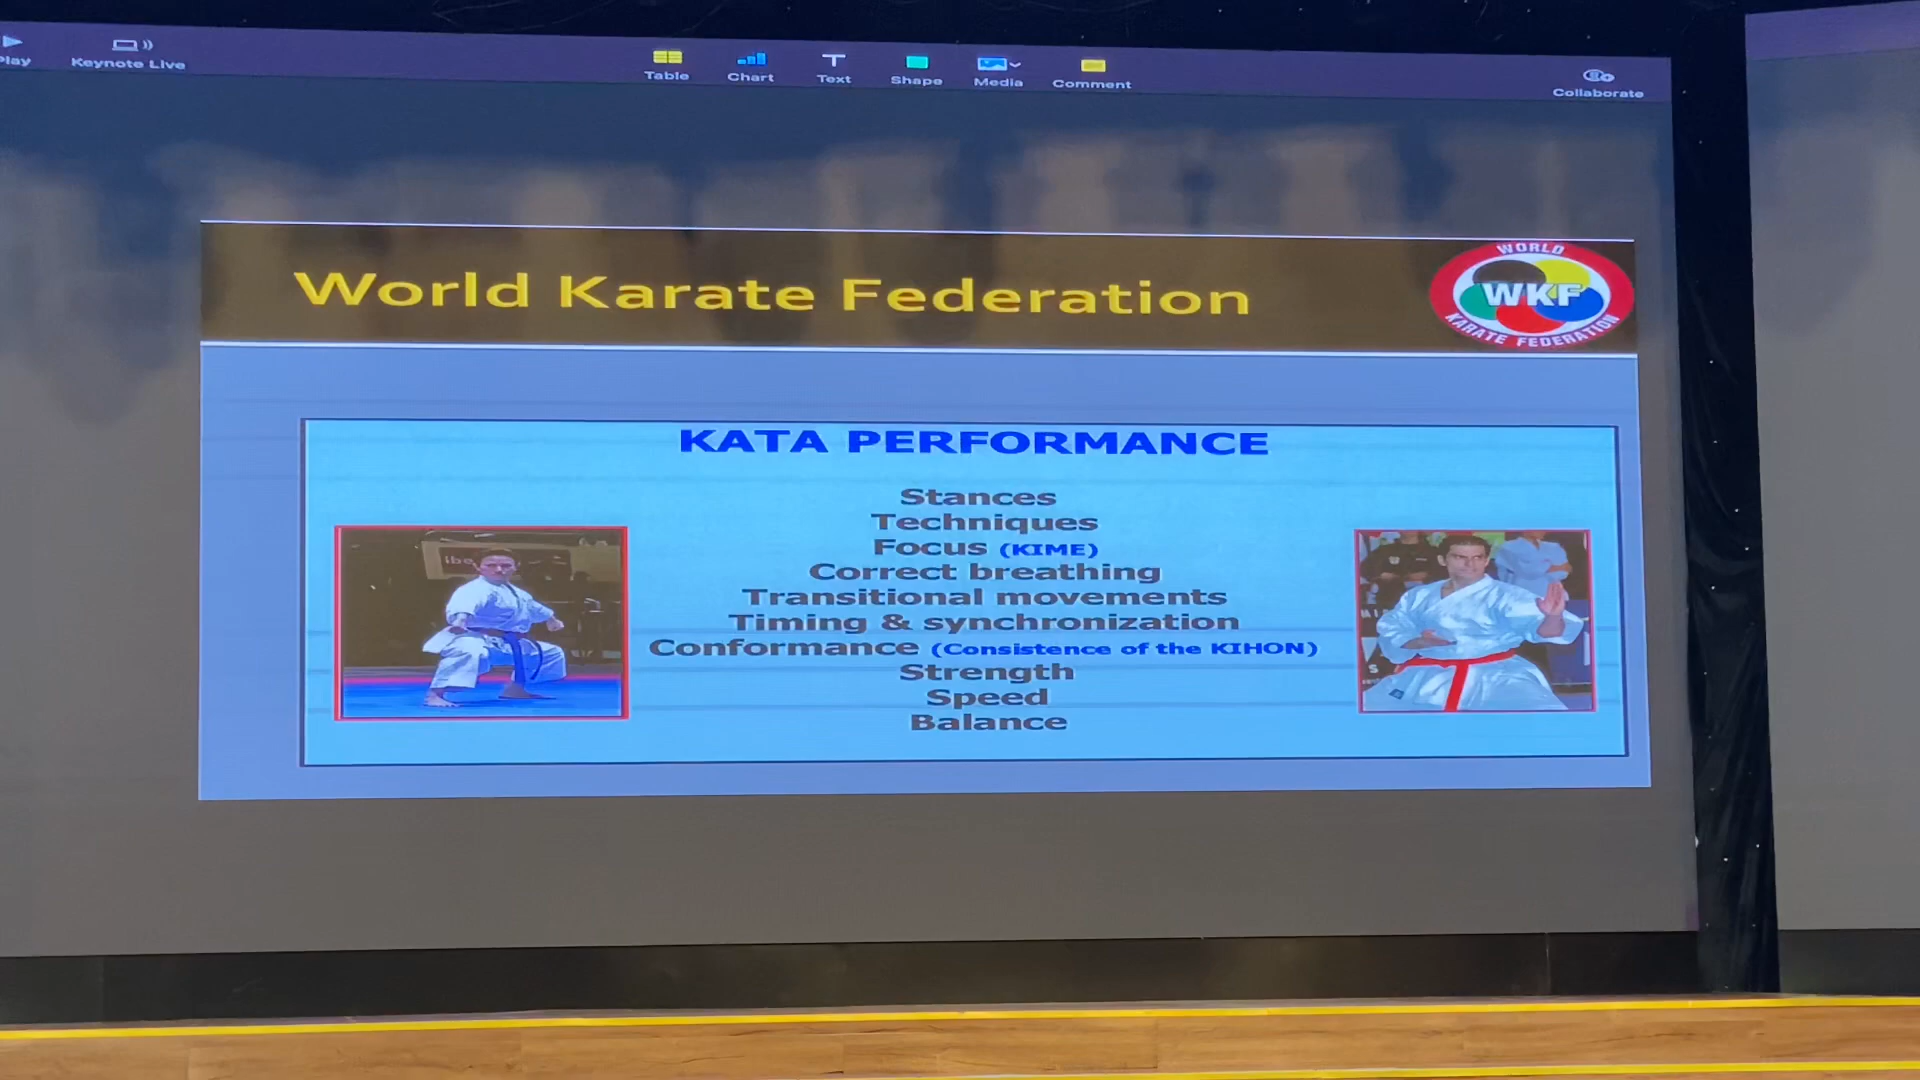 Play
Keynote Live
Table
Chart
Text
Shape
Media
Comment
Collaborate
World Karate Federation
WORLD
WKF
KARATE FEDERATION
KATA PERFORMANCE
Stances
Techniques
Focus (KIME)
Correct breathing
Transitional movements
Timing & synchronization
Conformance (Consistence of the KIHON)
Strength
Speed
Balance